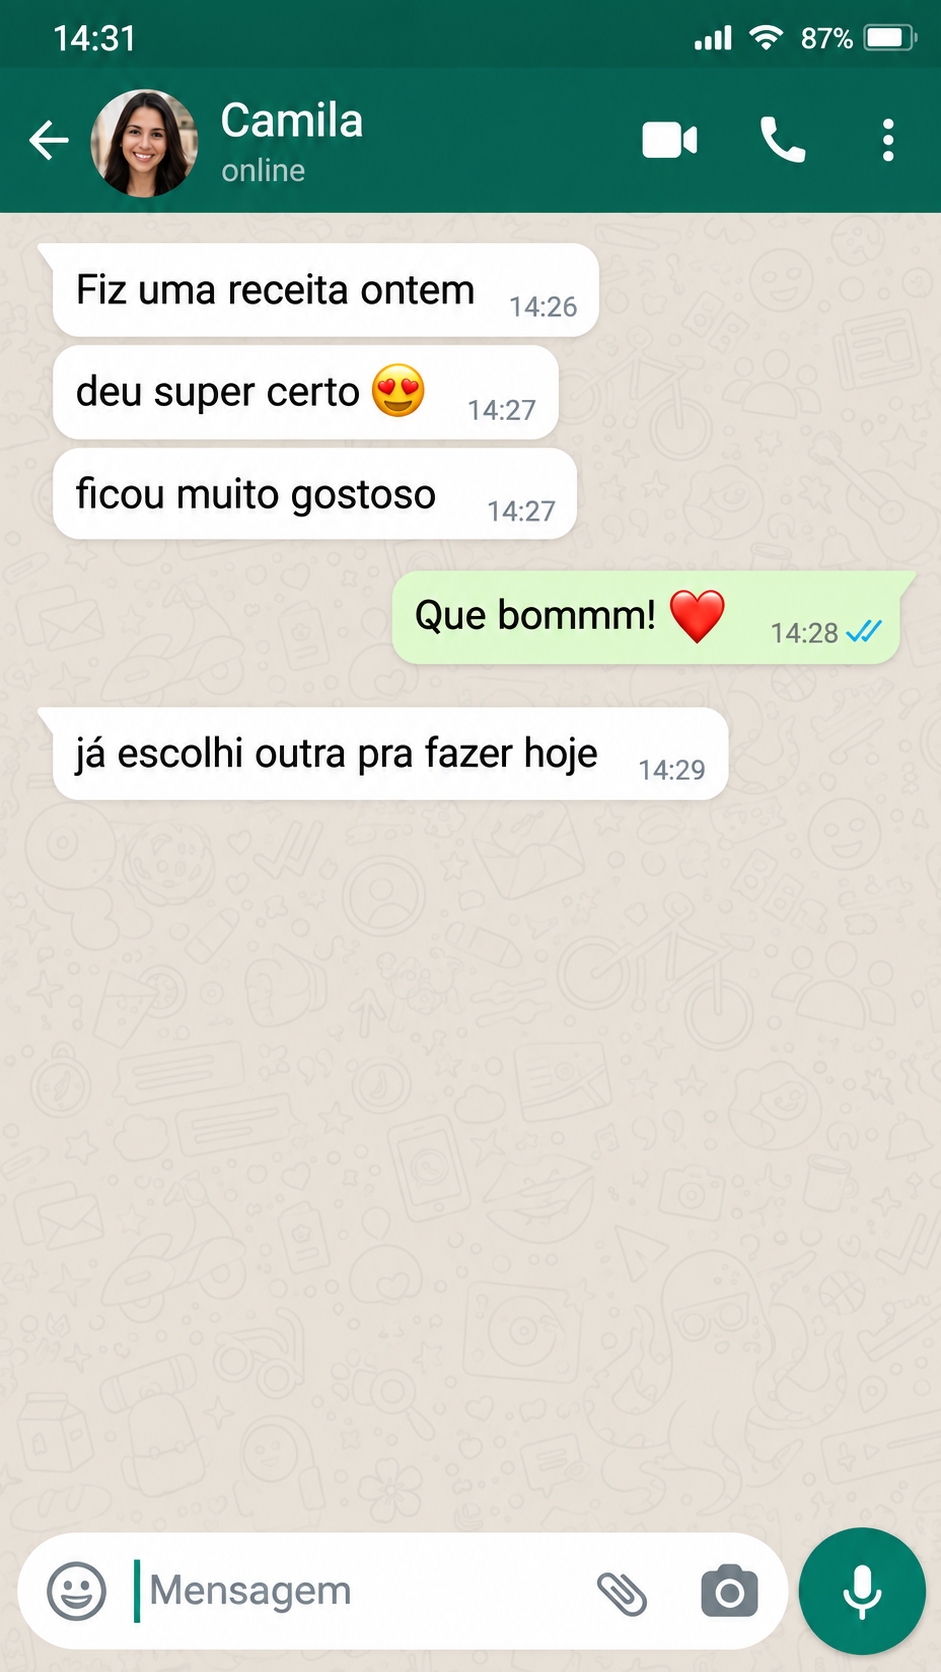 14:31
87%
Camila
online
Fiz uma receita ontem 14:26
deu super certo 😍 14:27
ficou muito gostoso 14:27
Que bommm! ❤️ 14:28
já escolhi outra pra fazer hoje 14:29
Mensagem